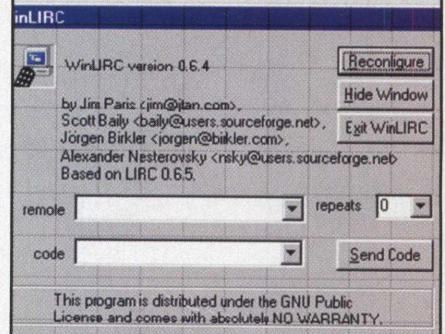 inLIRC
WinLIRC version 0.6.4
Reconfigure
Hide Window
by Jim Paris <jim@jtan.com>,
Scott Baily <baily@users.sourceforge.net>,
Exit WinLIRC
Jörgen Birkler <jorgen@birkler.com>,
Alexander Nesterovsky <nsky@users.sourceforge.net>
Based on LIRC 0.6.5.
remote
repeats 0
code
Send Code
This program is distributed under the GNU Public
License and comes with absolutely NO WARRANTY.